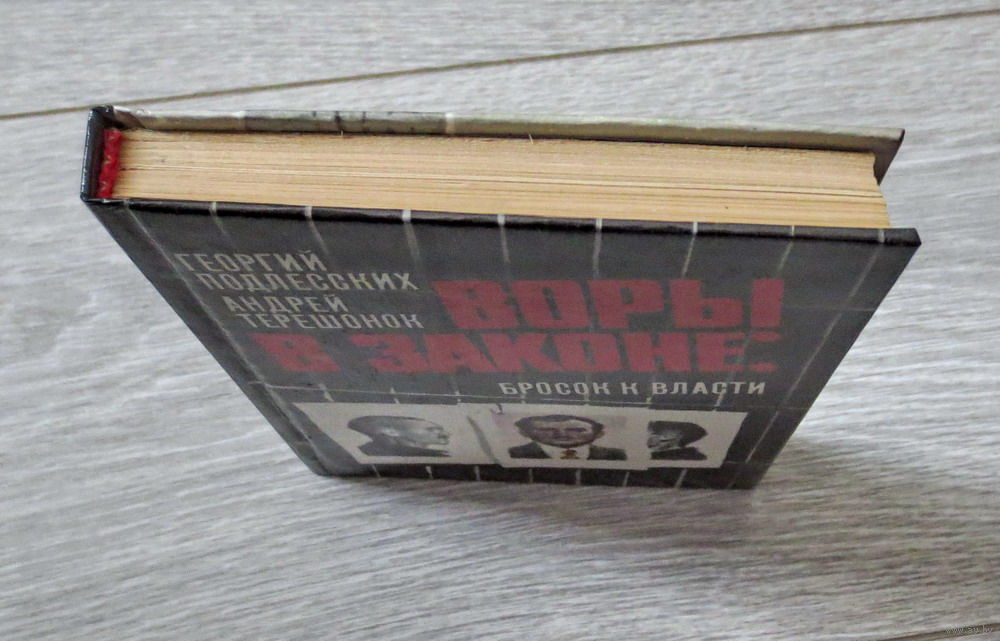 ГЕОРГИЙ
ПОДЛЕССКИХ
АНДРЕЙ
ТЕРЕШОНОК
ВОРЫ
В ЗАКОНЕ:
БРОСОК К ВЛАСТИ